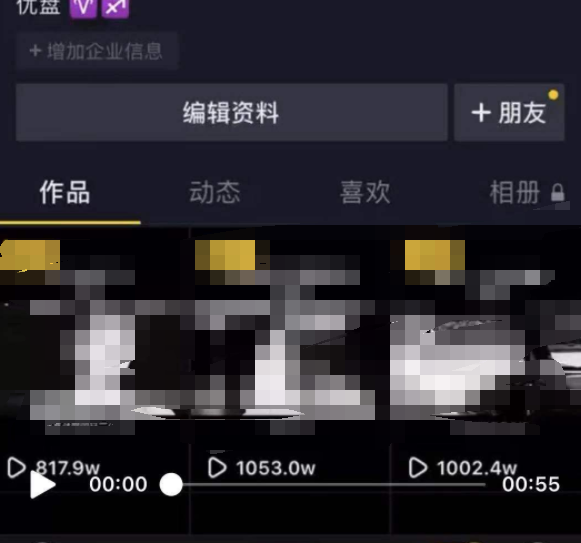 优盘 ♈ ♐
+ 增加企业信息
编辑资料
+ 朋友
作品 动态 喜欢 相册
817.9w 1053.0w 1002.4w
00:00 00:55